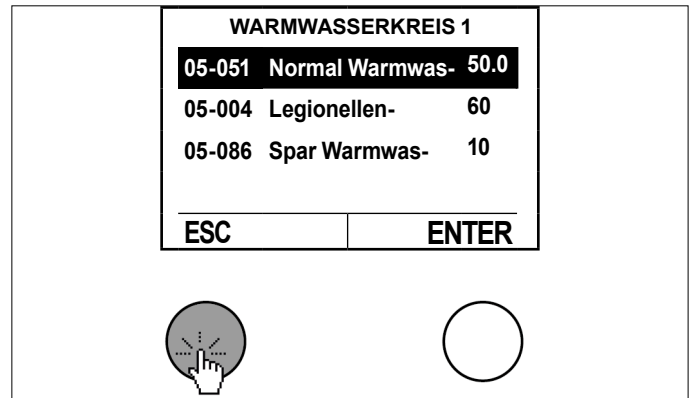 WARMWASSERKREIS 1
05-051 Normal Warmwas- 50.0
05-004 Legionellen- 60
05-086 Spar Warmwas- 10
ESC ENTER